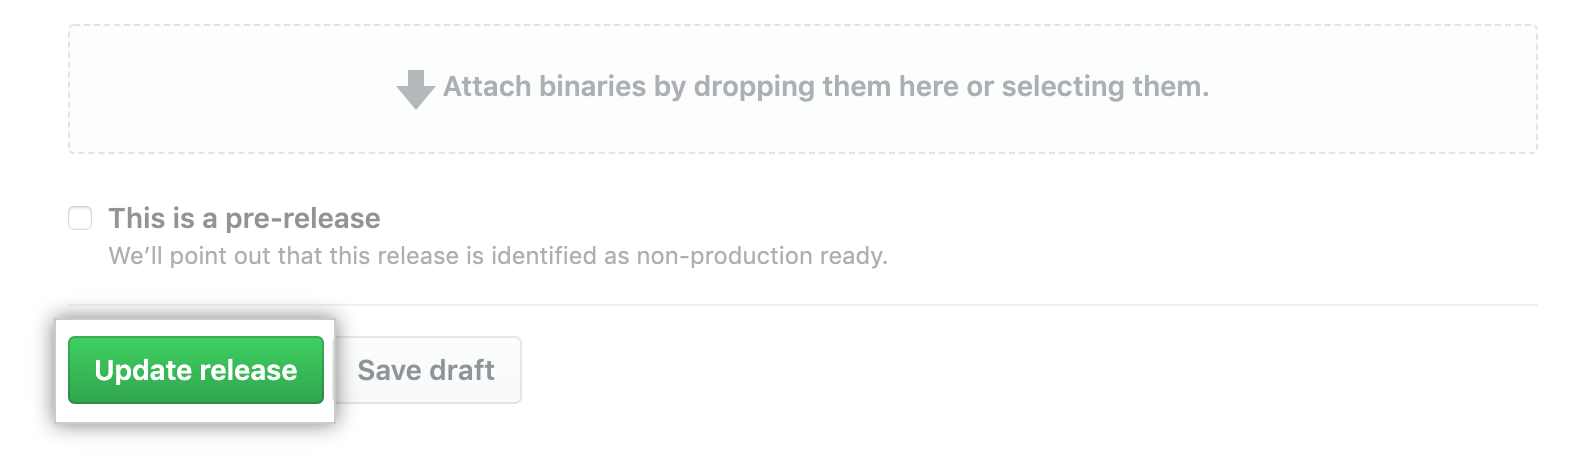 Attach binaries by dropping them here or selecting them.
This is a pre-release
We’ll point out that this release is identified as non-production ready.
Update release
Save draft